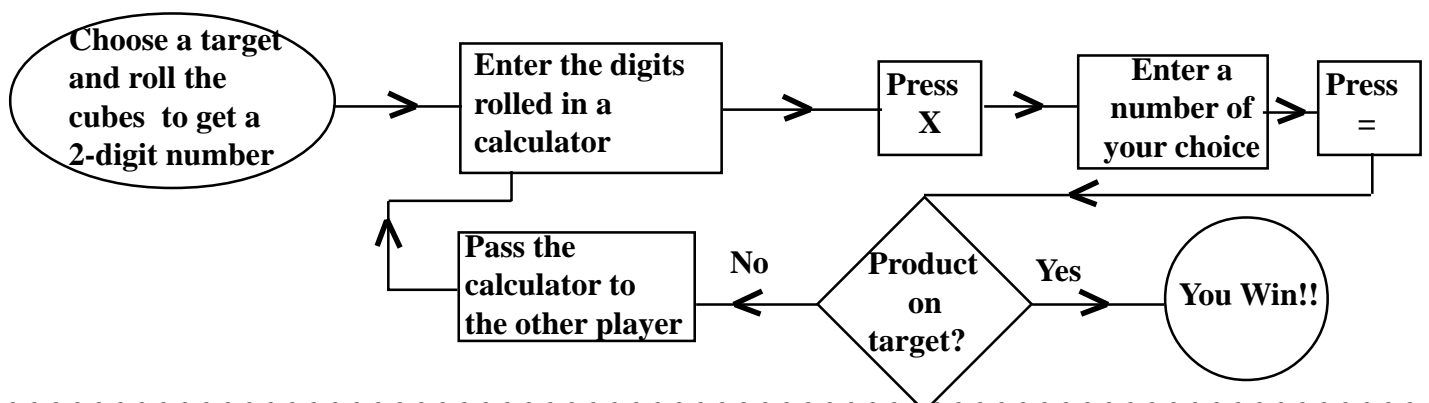 Choose a target
and roll the
cubes to get a
2-digit number
Enter the digits
rolled in a
calculator
Press
X
Enter a
number of
your choice
Press
=
Product
on
target?
Yes
You Win!!
No
Pass the
calculator to
the other player